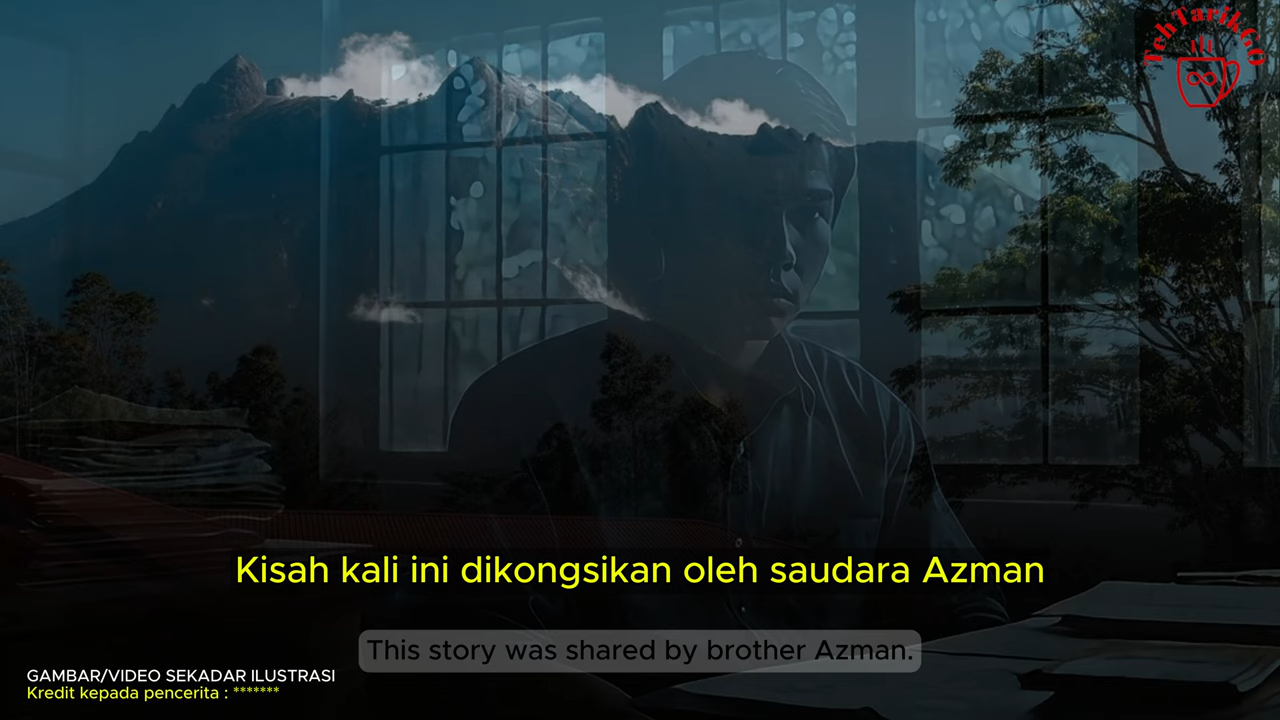 TehTarik60
Kisah kali ini dikongsikan oleh saudara Azman
This story was shared by brother Azman.
GAMBAR/VIDEO SEKADAR ILUSTRASI
Kredit kepada pencerita : *******